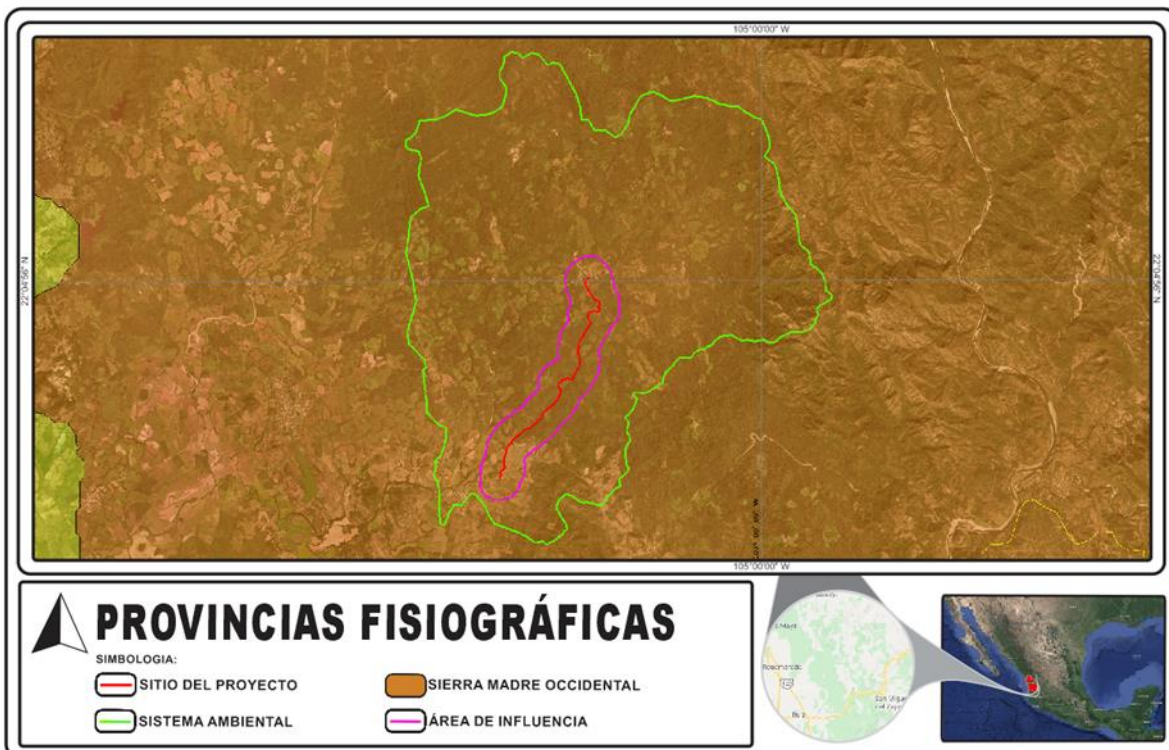 105°00'00" W
22°04'56" N
22°04'56" N
105°00'00" W
PROVINCIAS FISIOGRÁFICAS
SIMBOLOGIA:
SITIO DEL PROYECTO
SIERRA MADRE OCCIDENTAL
SISTEMA AMBIENTAL
ÁREA DE INFLUENCIA